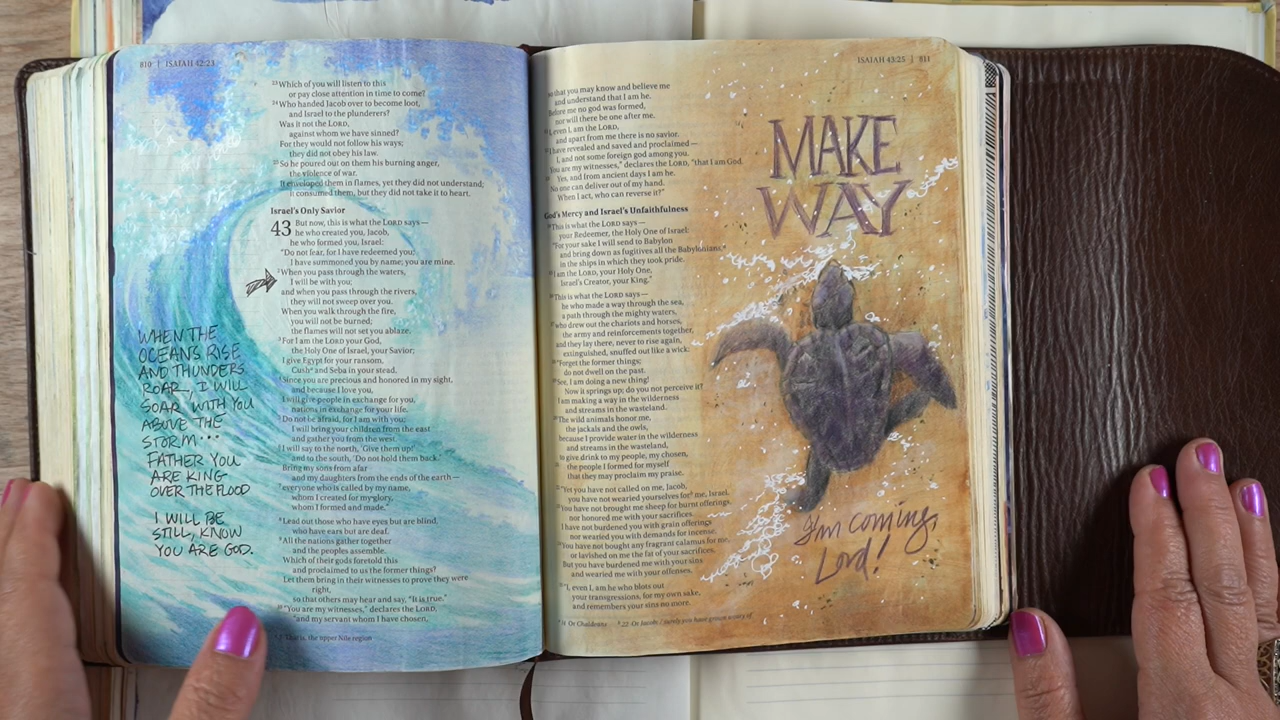 810 | ISAIAH 42:23
²³Which of you will listen to this
or pay close attention in time to come?
²⁴Who handed Jacob over to become loot,
and Israel to the plunderers?
Was it not the LORD,
against whom we have sinned?
For they would not follow his ways;
they did not obey his law.
²⁵So he poured out on them his burning anger,
the violence of war.
It enveloped them in flames, yet they did not understand;
it consumed them, but they did not take it to heart.
Israel's Only Savior
43 But now, this is what the LORD says—
he who created you, Jacob,
he who formed you, Israel:
"Do not fear, for I have redeemed you;
I have summoned you by name; you are mine.
²When you pass through the waters,
I will be with you;
and when you pass through the rivers,
they will not sweep over you.
When you walk through the fire,
you will not be burned;
the flames will not set you ablaze.
³For I am the LORD your God,
the Holy One of Israel, your Savior;
I give Egypt for your ransom,
Cushᵃ and Seba in your stead.
⁴Since you are precious and honored in my sight,
and because I love you,
I will give people in exchange for you,
nations in exchange for your life.
⁵Do not be afraid, for I am with you;
I will bring your children from the east
and gather you from the west.
⁶I will say to the north, 'Give them up!'
and to the south, 'Do not hold them back.'
Bring my sons from afar
and my daughters from the ends of the earth—
⁷everyone who is called by my name,
whom I created for my glory,
whom I formed and made."
⁸Lead out those who have eyes but are blind,
who have ears but are deaf.
⁹All the nations gather together
and the peoples assemble.
Which of their gods foretold this
and proclaimed to us the former things?
Let them bring in their witnesses to prove they were
right,
so that others may hear and say, "It is true."
¹⁰"You are my witnesses," declares the LORD,
"and my servant whom I have chosen,
ᵃ 3 That is, the upper Nile region
WHEN THE
OCEANS RISE
AND THUNDERS
ROAR, I WILL
SOAR WITH YOU
ABOVE THE
STORM...
FATHER YOU
ARE KING
OVER THE FLOOD
I WILL BE
STILL, KNOW
YOU ARE GOD.
ISAIAH 43:25 | 811
so that you may know and believe me
and understand that I am he.
Before me no god was formed,
nor will there be one after me.
I, even I, am the LORD,
and apart from me there is no savior.
I have revealed and saved and proclaimed—
I, and not some foreign god among you.
You are my witnesses," declares the LORD, "that I am God.
Yes, and from ancient days I am he.
No one can deliver out of my hand.
When I act, who can reverse it?"
God's Mercy and Israel's Unfaithfulness
¹⁴This is what the LORD says—
your Redeemer, the Holy One of Israel:
"For your sake I will send to Babylon
and bring down as fugitives all the Babylonians,ᵃ
in the ships in which they took pride.
¹⁵I am the LORD, your Holy One,
Israel's Creator, your King."
¹⁶This is what the LORD says—
he who made a way through the sea,
a path through the mighty waters,
¹⁷who drew out the chariots and horses,
the army and reinforcements together,
and they lay there, never to rise again,
extinguished, snuffed out like a wick:
¹⁸"Forget the former things;
do not dwell on the past.
¹⁹See, I am doing a new thing!
Now it springs up; do you not perceive it?
I am making a way in the wilderness
and streams in the wasteland.
²⁰The wild animals honor me,
the jackals and the owls,
because I provide water in the wilderness
and streams in the wasteland,
to give drink to my people, my chosen,
²¹the people I formed for myself
that they may proclaim my praise.
²²"Yet you have not called on me, Jacob,
you have not wearied yourselves forᵇ me, Israel.
²³You have not brought me sheep for burnt offerings,
nor honored me with your sacrifices.
I have not burdened you with grain offerings
nor wearied you with demands for incense.
²⁴You have not bought any fragrant calamus for me,
or lavished on me the fat of your sacrifices.
But you have burdened me with your sins
and wearied me with your offenses.
²⁵"I, even I, am he who blots out
your transgressions, for my own sake,
and remembers your sins no more.
ᵃ 14 Or Chaldeans ᵇ 22 Or Jacob; / surely you have grown weary of
MAKE
WAY
I'm coming,
Lord!